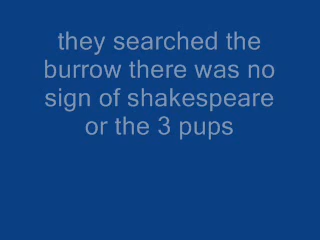 they searched the
burrow there was no
sign of shakespeare
or the 3 pups